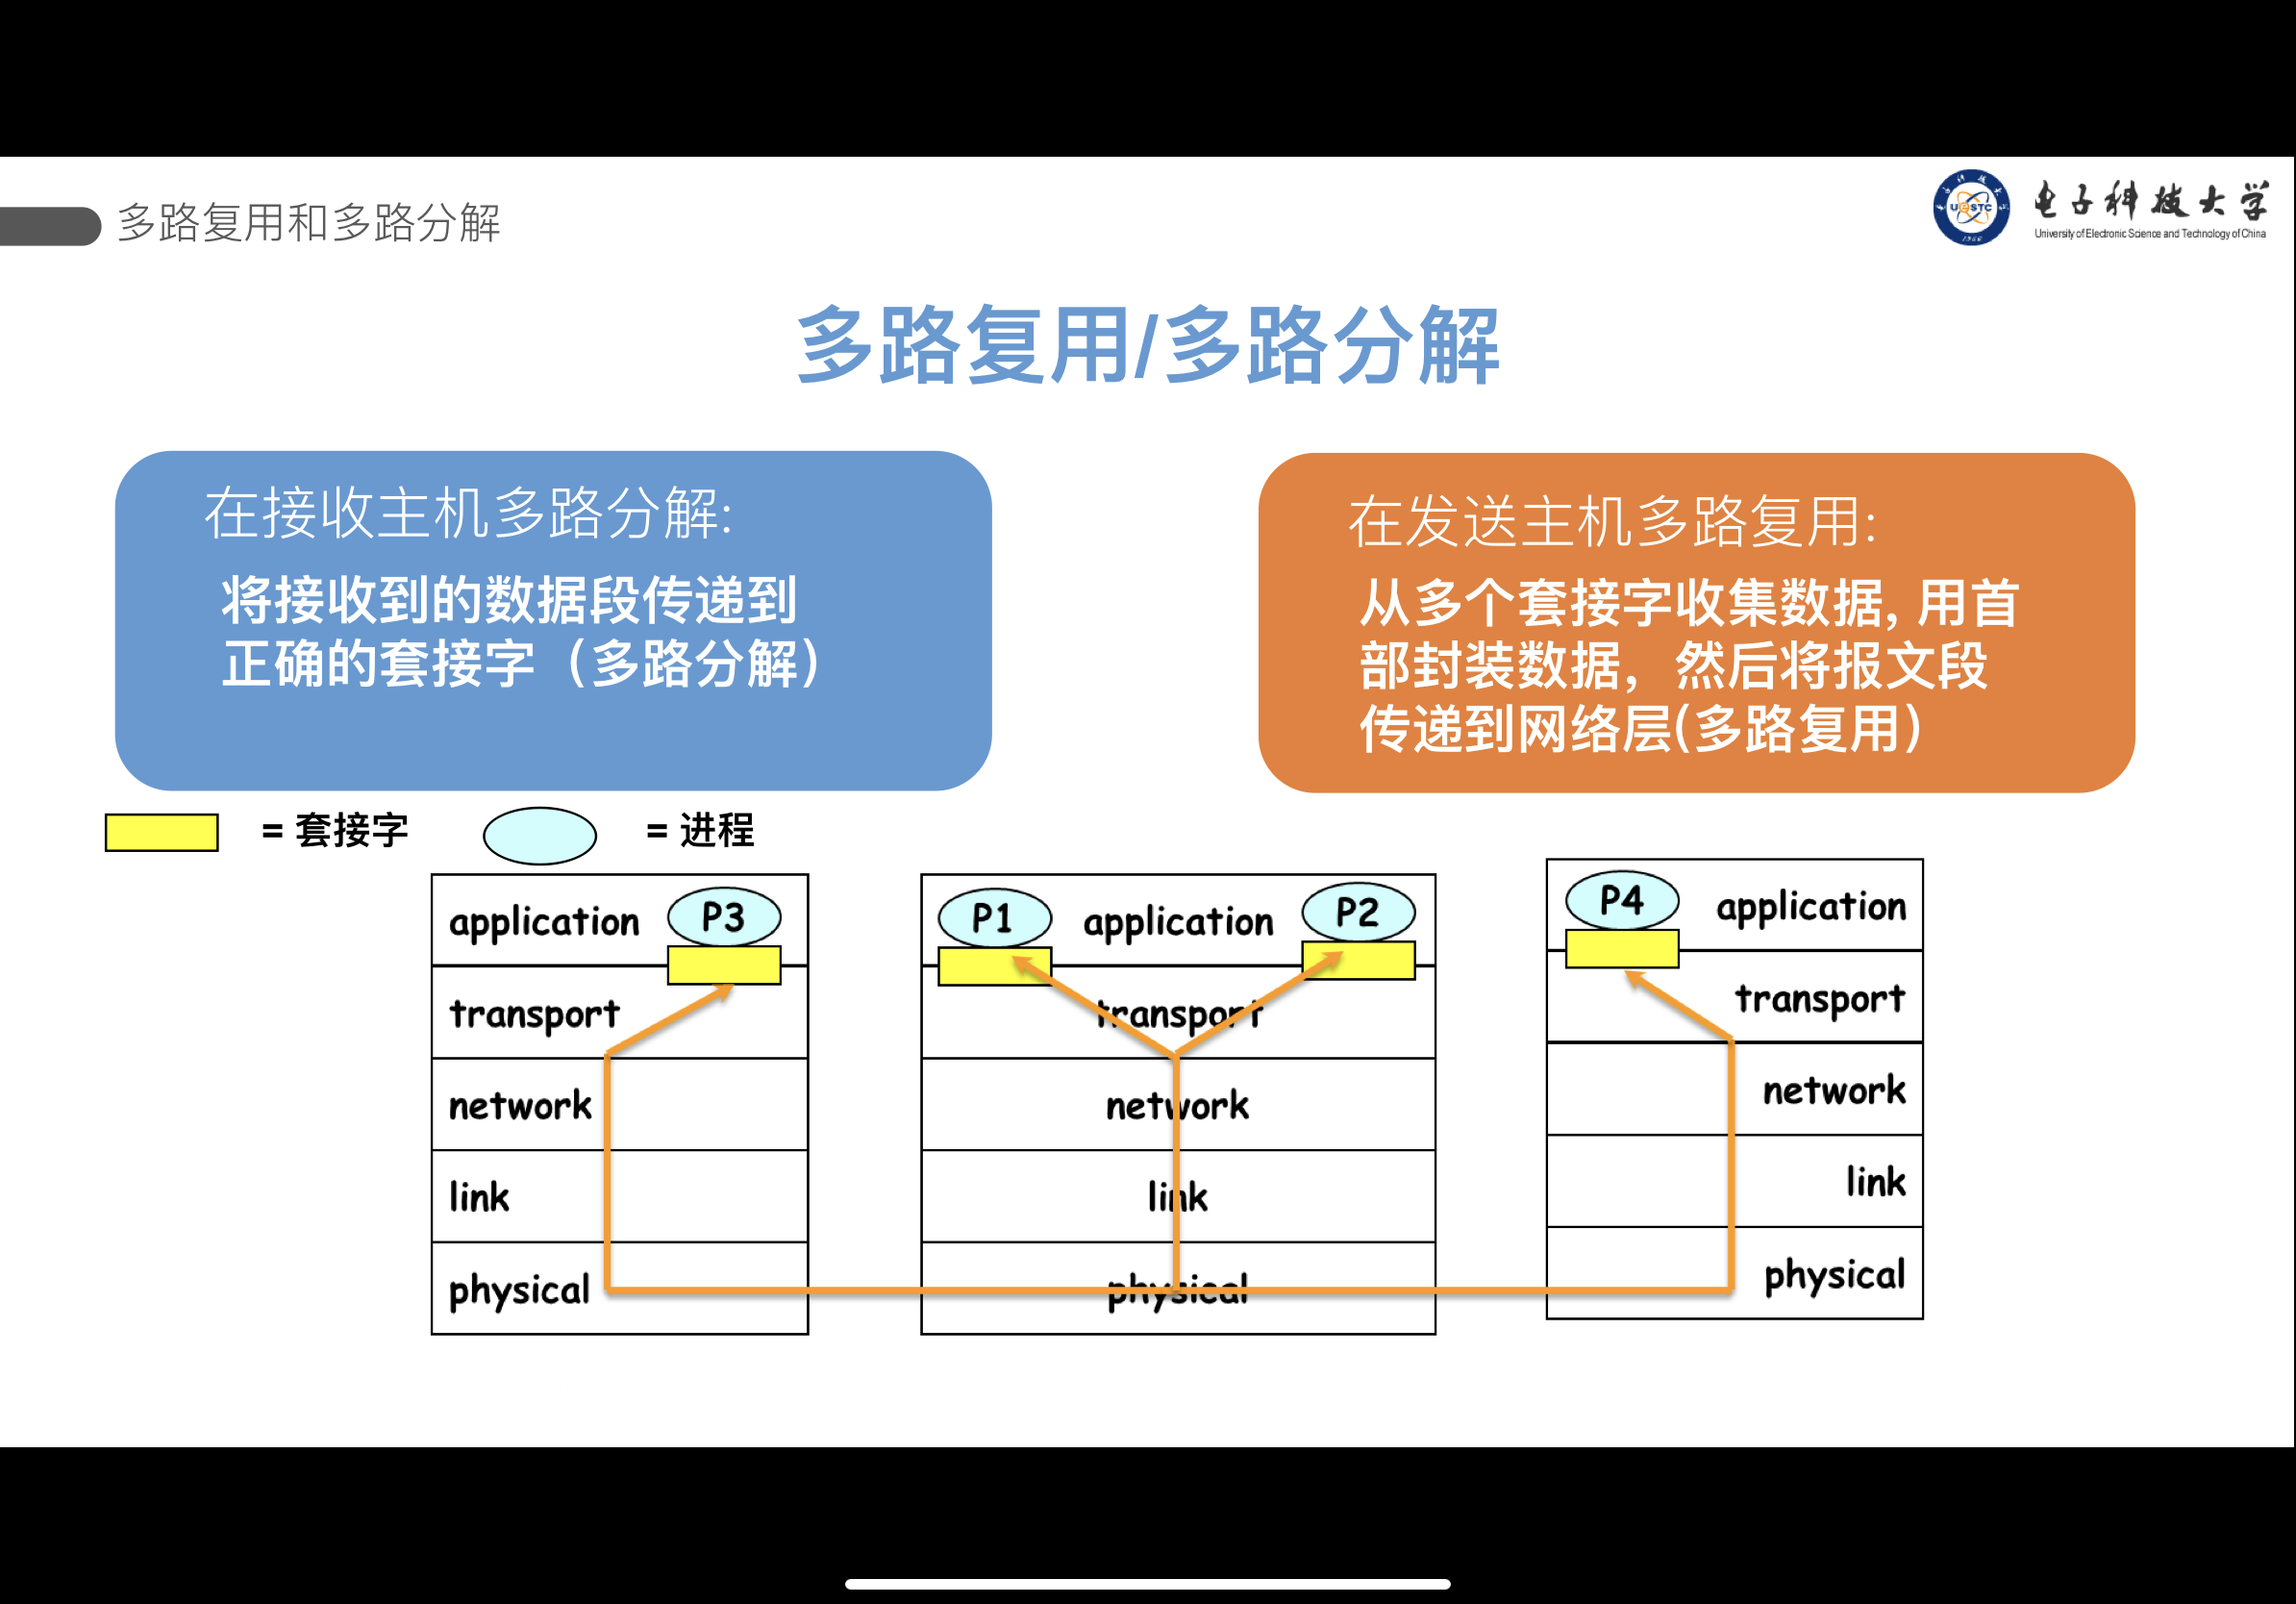 多路复用和多路分解
电子科技大学
University of Electronic Science and Technology of China
UESTC
1956
多路复用/多路分解
在接收主机多路分解:
将接收到的数据段传递到
正确的套接字（多路分解）
在发送主机多路复用:
从多个套接字收集数据, 用首
部封装数据， 然后将报文段
传递到网络层(多路复用)
= 套接字
= 进程
application
P3
transport
network
link
physical
P1
application
P2
transport
network
link
physical
P4
application
transport
network
link
physical